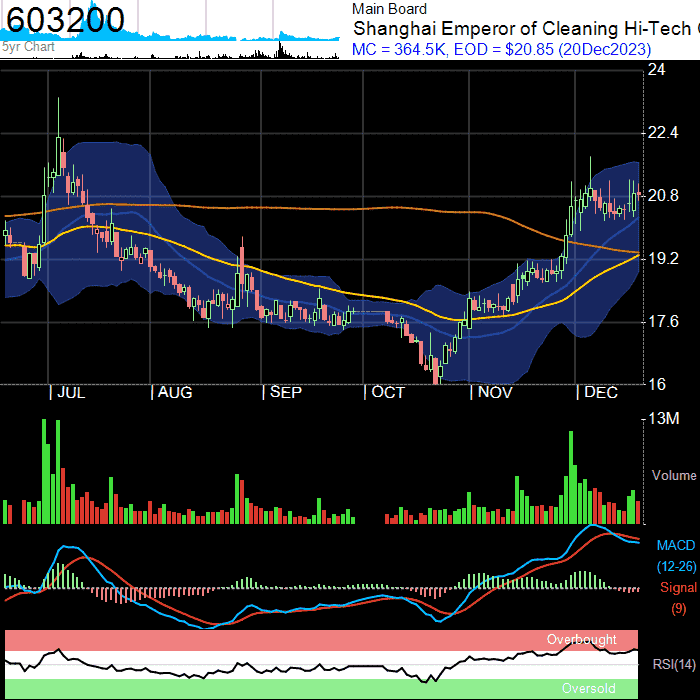 603200
5yr Chart
Main Board
Shanghai Emperor of Cleaning Hi-Tech
MC = 364.5K, EOD = $20.85 (20Dec2023)
24
22.4
20.8
19.2
17.6
16
JUL AUG SEP OCT NOV DEC
13M
Volume
MACD
(12-26)
Signal
(9)
Overbought
RSI(14)
Oversold